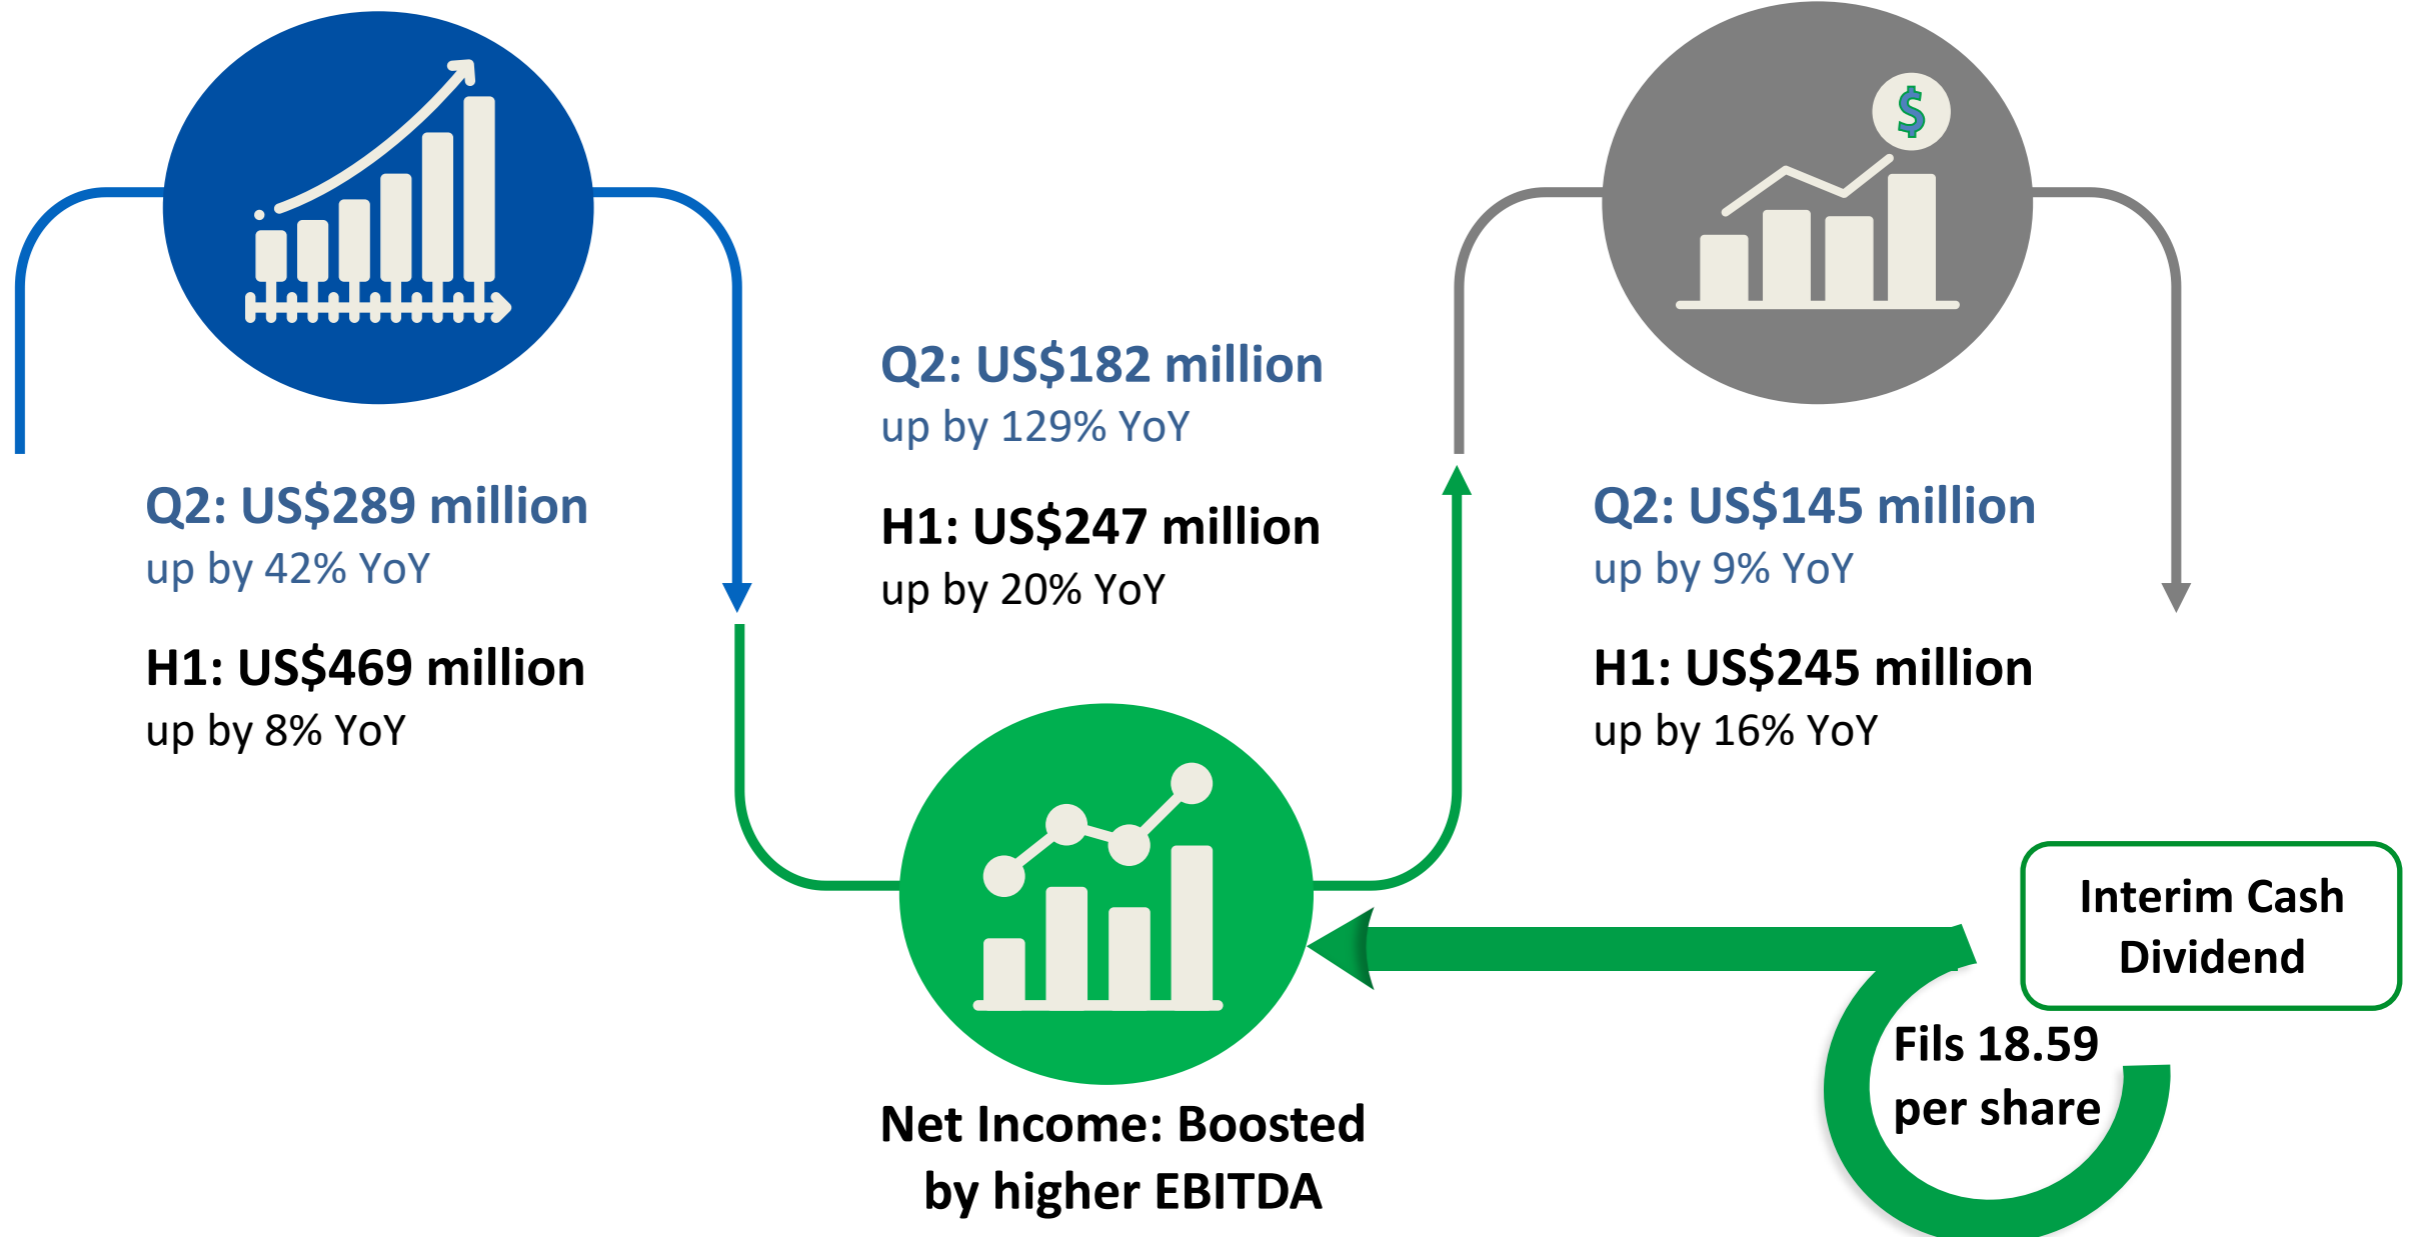 Q2: US$289 million
up by 42% YoY
H1: US$469 million
up by 8% YoY
Q2: US$182 million
up by 129% YoY
H1: US$247 million
up by 20% YoY
Net Income: Boosted
by higher EBITDA
$
Q2: US$145 million
up by 9% YoY
H1: US$245 million
up by 16% YoY
Interim Cash
Dividend
Fils 18.59
per share